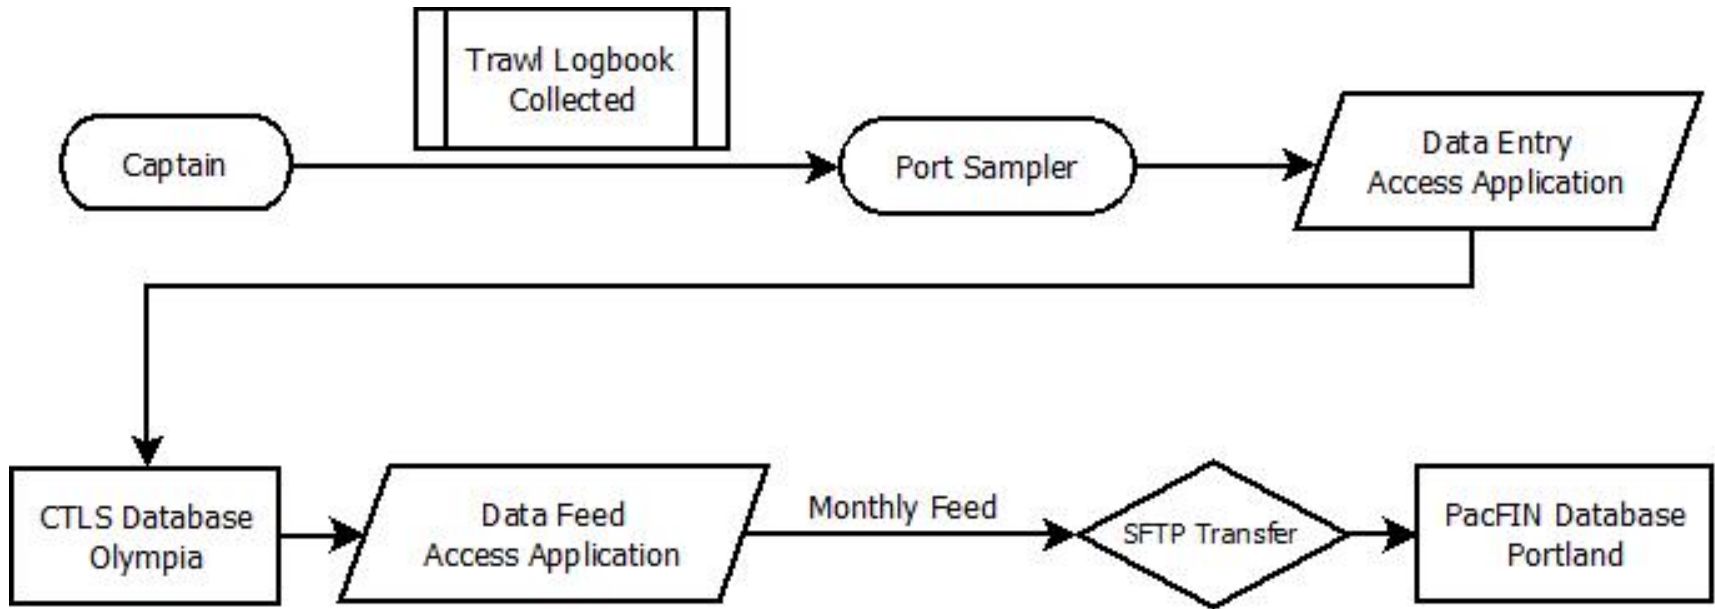 Trawl Logbook
Collected
Captain
Port Sampler
Data Entry
Access Application
CTLS Database
Olympia
Data Feed
Access Application
Monthly Feed
SFTP Transfer
PacFIN Database
Portland